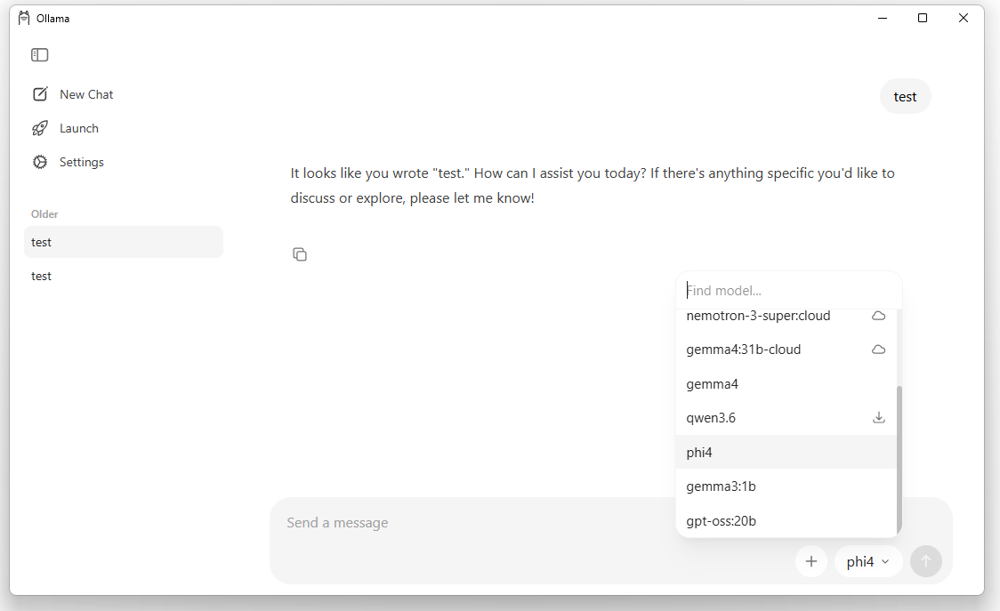 Ollama
New Chat
Launch
Settings
Older
test
test
test
It looks like you wrote "test." How can I assist you today? If there's anything specific you'd like to
discuss or explore, please let me know!
Find model...
nemotron-3-super:cloud
gemma4:31b-cloud
gemma4
qwen3.6
phi4
gemma3:1b
gpt-oss:20b
Send a message
phi4